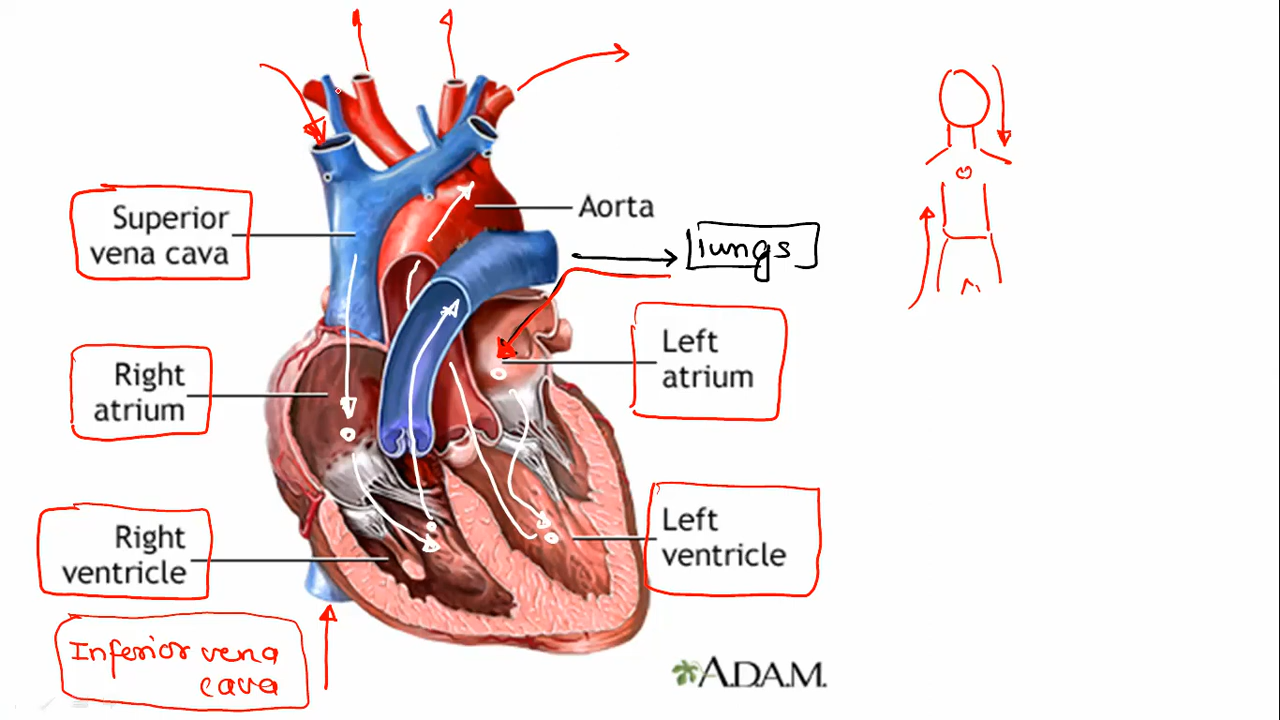 Superior
vena cava
Aorta
lungs
Left
atrium
Right
atrium
Left
ventricle
Right
ventricle
Inferior vena
cava
A.D.A.M.